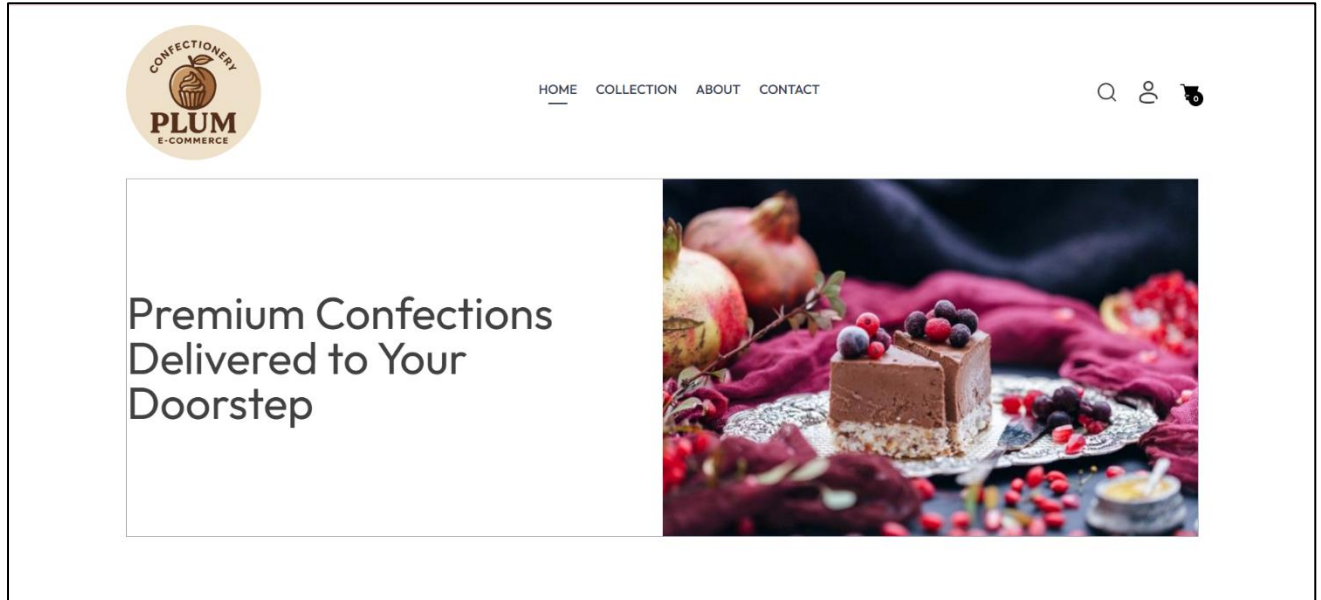 CONFECTIONERY
PLUM
E-COMMERCE
HOME COLLECTION ABOUT CONTACT
0
Premium Confections
Delivered to Your
Doorstep